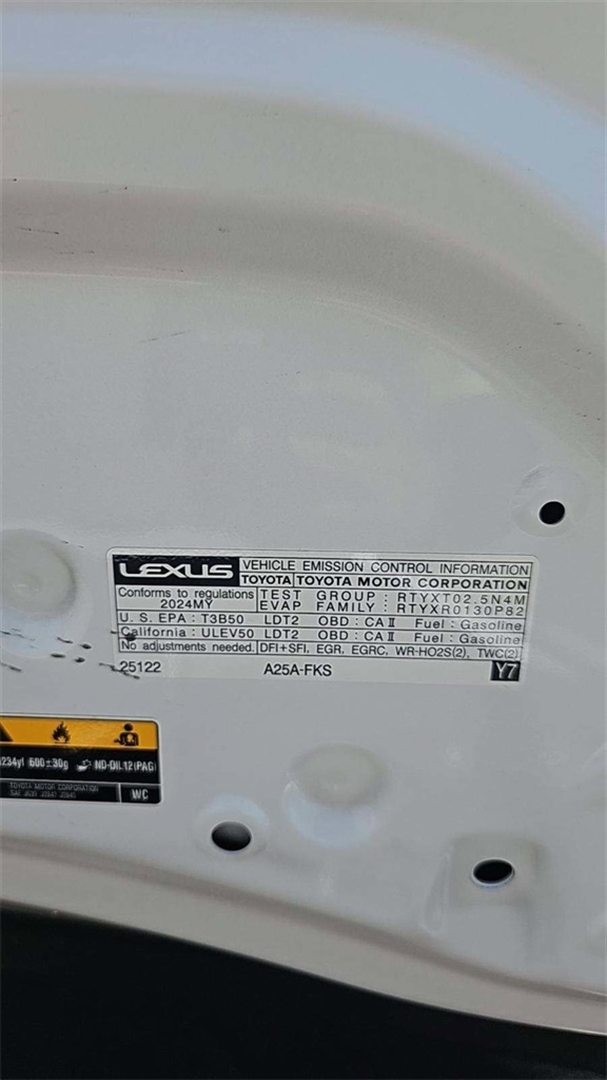 LEXUS VEHICLE EMISSION CONTROL INFORMATION
TOYOTA TOYOTA MOTOR CORPORATION
Conforms to regulations TEST GROUP : RTYXT02.5N4M
2024MY EVAP FAMILY : RTYXR0130P82
U. S. EPA : T3B50 LDT2 OBD : CA II Fuel : Gasoline
California : ULEV50 LDT2 OBD : CA II Fuel : Gasoline
No adjustments needed. DFI+SFI, EGR, EGRC, WR-HO2S(2), TWC(2)
25122 A25A-FKS Y7
1234yf 600±30g ND-OIL12(PAG)
TOYOTA MOTOR CORPORATION
WC